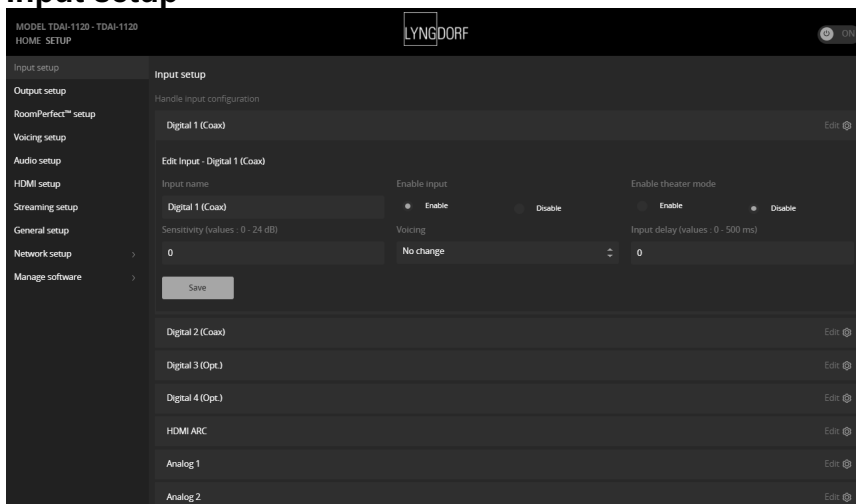 Input Setup
MODEL TDAI-1120 - TDAI-1120
HOME SETUP
LYNGDORF
ON
Input setup
Output setup
RoomPerfect™ setup
Voicing setup
Audio setup
HDMI setup
Streaming setup
General setup
Network setup
Manage software
Input setup
Handle input configuration
Digital 1 (Coax) Edit
Edit Input - Digital 1 (Coax)
Input name Enable input Enable theater mode
Digital 1 (Coax) Enable Disable Enable Disable
Sensitivity (values : 0 - 24 dB) Voicing Input delay (values : 0 - 500 ms)
0 No change 0
Save
Digital 2 (Coax) Edit
Digital 3 (Opt.) Edit
Digital 4 (Opt.) Edit
HDMI ARC Edit
Analog 1 Edit
Analog 2 Edit